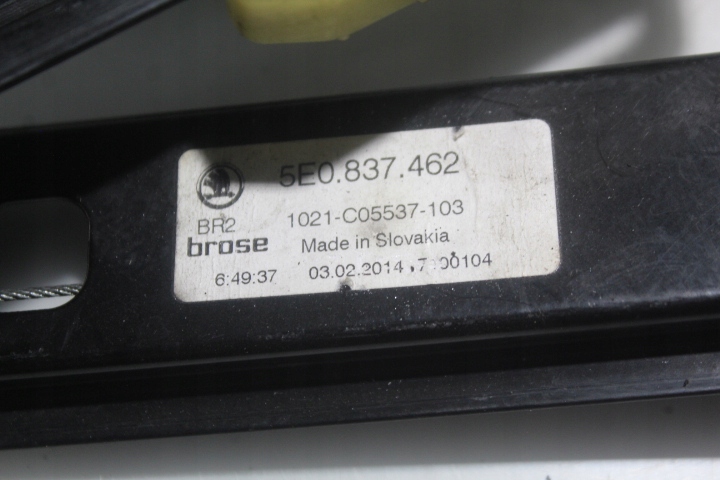 5E0.837.462
BR2
1021-C05537-103
brose
Made in Slovakia
6:49:37
03.02.2014